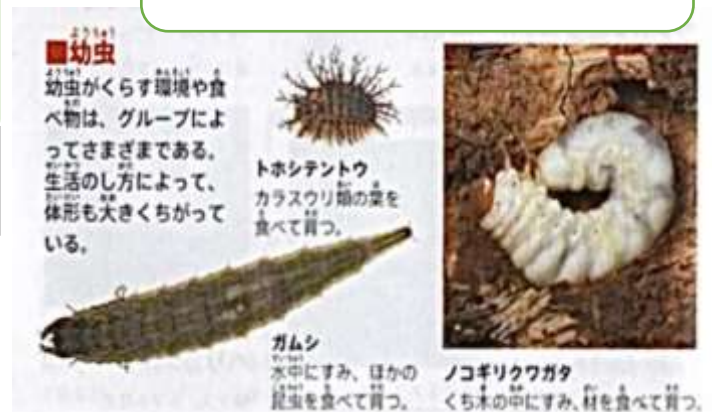 ■幼虫
幼虫がくらす環境や食
べ物は、グループによ
ってさまざまである。
生活のし方によって、
体形も大きくちがって
いる。
トホシテントウ
カラスウリ類の葉を
食べて育つ。
ガムシ
水中にすみ、ほかの
昆虫を食べて育つ。
ノコギリクワガタ
くち木の中にすみ、材を食べて育つ。